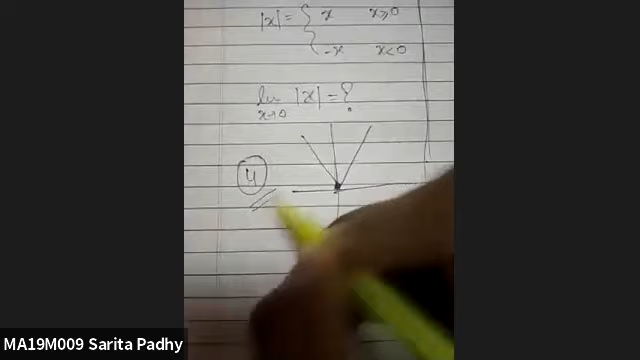 |x| = { x x≥0
-x x<0
lim |x| = ?
x→0
4
MA19M009 Sarita Padhy